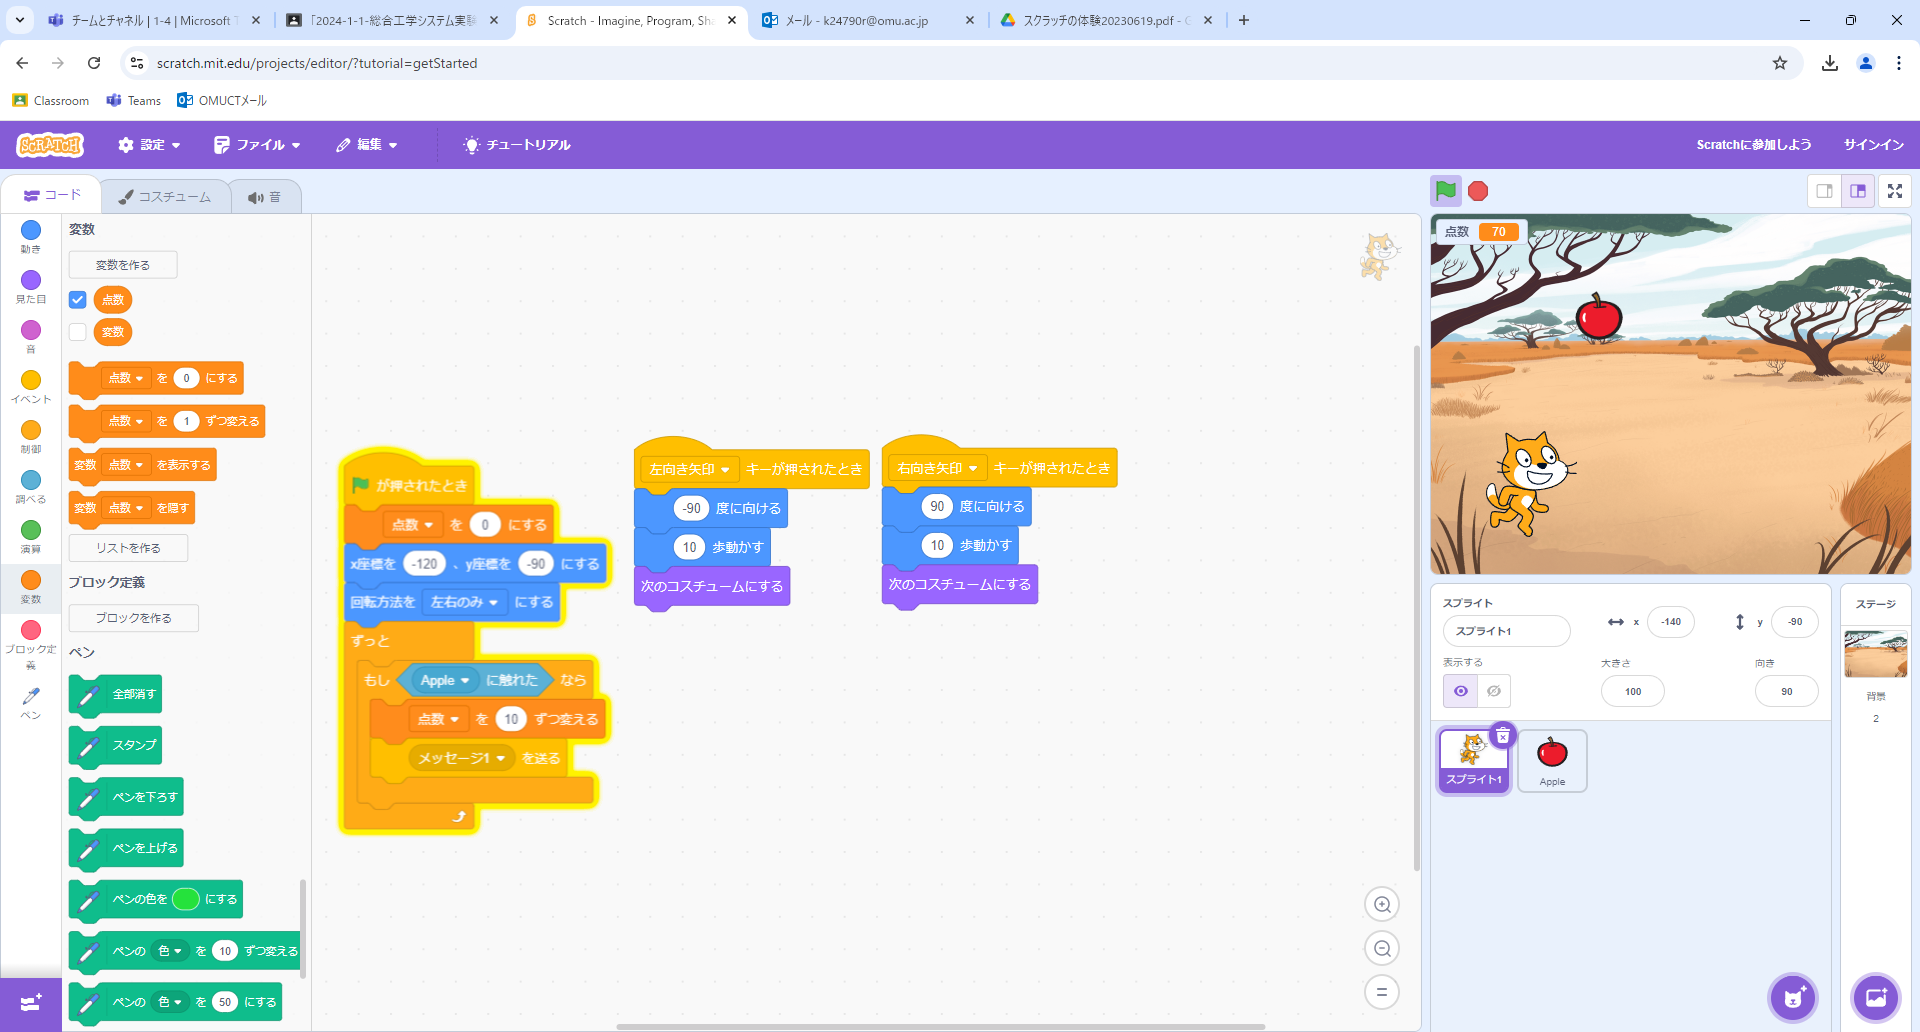 チームとチャネル | 1-4 | Microsoft T
「2024-1-1-総合工学システム実験
Scratch - Imagine, Program, Sha
メール - k24790r@omu.ac.jp
スクラッチの体験20230619.pdf - G
scratch.mit.edu/projects/editor/?tutorial=getStarted
Classroom
Teams
OMUCTメール
SCRATCH
設定
ファイル
編集
チュートリアル
Scratchに参加しよう
サインイン
コード
コスチューム
音
動き
見た目
音
イベント
制御
調べる
演算
変数
ブロック定義
ペン
変数
変数を作る
点数
変数
点数 を 0 にする
点数 を 1 ずつ変える
変数 点数 を表示する
変数 点数 を隠す
リストを作る
ブロック定義
ブロックを作る
ペン
全部消す
スタンプ
ペンを下ろす
ペンを上げる
ペンの色を にする
ペンの 色 を 10 ずつ変える
ペンの 色 を 50 にする
が押されたとき
点数 を 0 にする
x座標を -120 、y座標を -90 にする
回転方法を 左右のみ にする
ずっと
もし Apple に触れた なら
点数 を 10 ずつ変える
メッセージ1 を送る
左向き矢印 キーが押されたとき
-90 度に向ける
10 歩動かす
次のコスチュームにする
右向き矢印 キーが押されたとき
90 度に向ける
10 歩動かす
次のコスチュームにする
点数 70
スプライト
スプライト1
x -140
y -90
表示する
大きさ
100
向き
90
スプライト1
Apple
ステージ
背景
2